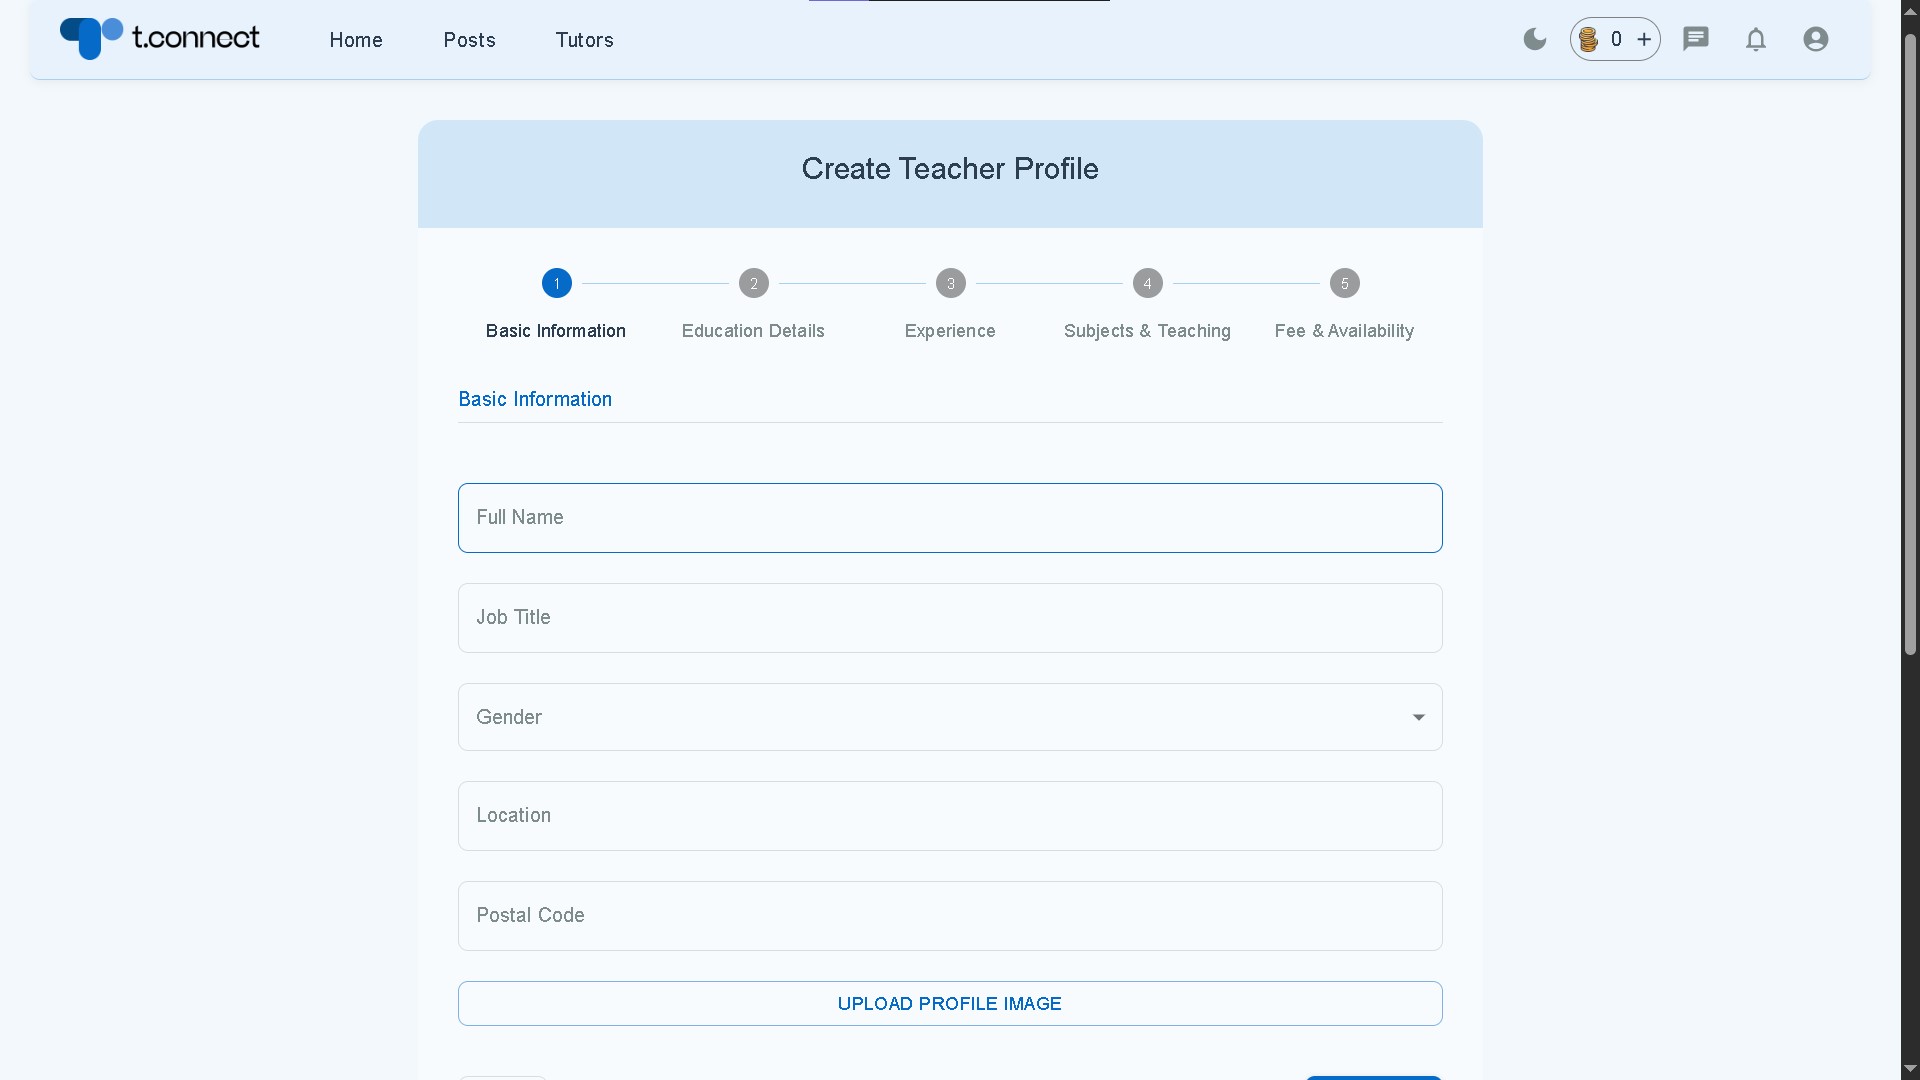 t.connect
Home Posts Tutors
0 +
Create Teacher Profile
1 2 3 4 5
Basic Information Education Details Experience Subjects & Teaching Fee & Availability
Basic Information
Full Name
Job Title
Gender
Location
Postal Code
UPLOAD PROFILE IMAGE